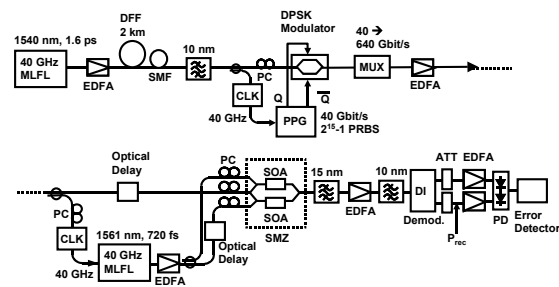 DFF
2 km
DPSK
Modulator
1540 nm, 1.6 ps
10 nm
40 →
640 Gbit/s
40 GHz
MLFL
EDFA
SMF
PC
MUX
EDFA
CLK
Q
Q
40 GHz
PPG
40 Gbit/s
2¹⁵-1 PRBS
Optical
Delay
PC
SOA
SOA
SMZ
15 nm
10 nm
EDFA
ATT EDFA
DI
Demod.
PD
Error
Detector
Prec
PC
CLK
1561 nm, 720 fs
40 GHz
MLFL
40 GHz
EDFA
Optical
Delay